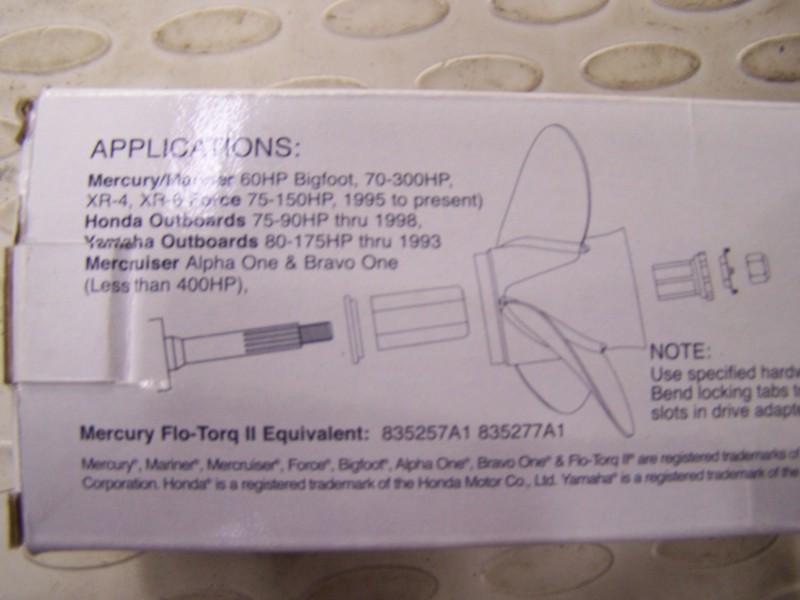 APPLICATIONS:
Mercury/Mariner 60HP Bigfoot, 70-300HP,
XR-4, XR-6 Force 75-150HP, 1995 to present)
Honda Outboards 75-90HP thru 1998,
Yamaha Outboards 80-175HP thru 1993
Mercruiser Alpha One & Bravo One
(Less than 400HP),
NOTE:
Use specified
Bend locking tabs
slots in drive
Mercury Flo-Torq II Equivalent: 835257A1 835277A1
Mercury®, Mariner®, Mercruiser®, Force®, Bigfoot®, Alpha One®, Bravo One® & Flo-Torq II® are registered trademarks of
Corporation. Honda® is a registered trademark of the Honda Motor Co., Ltd. Yamaha® is a registered trademark of the